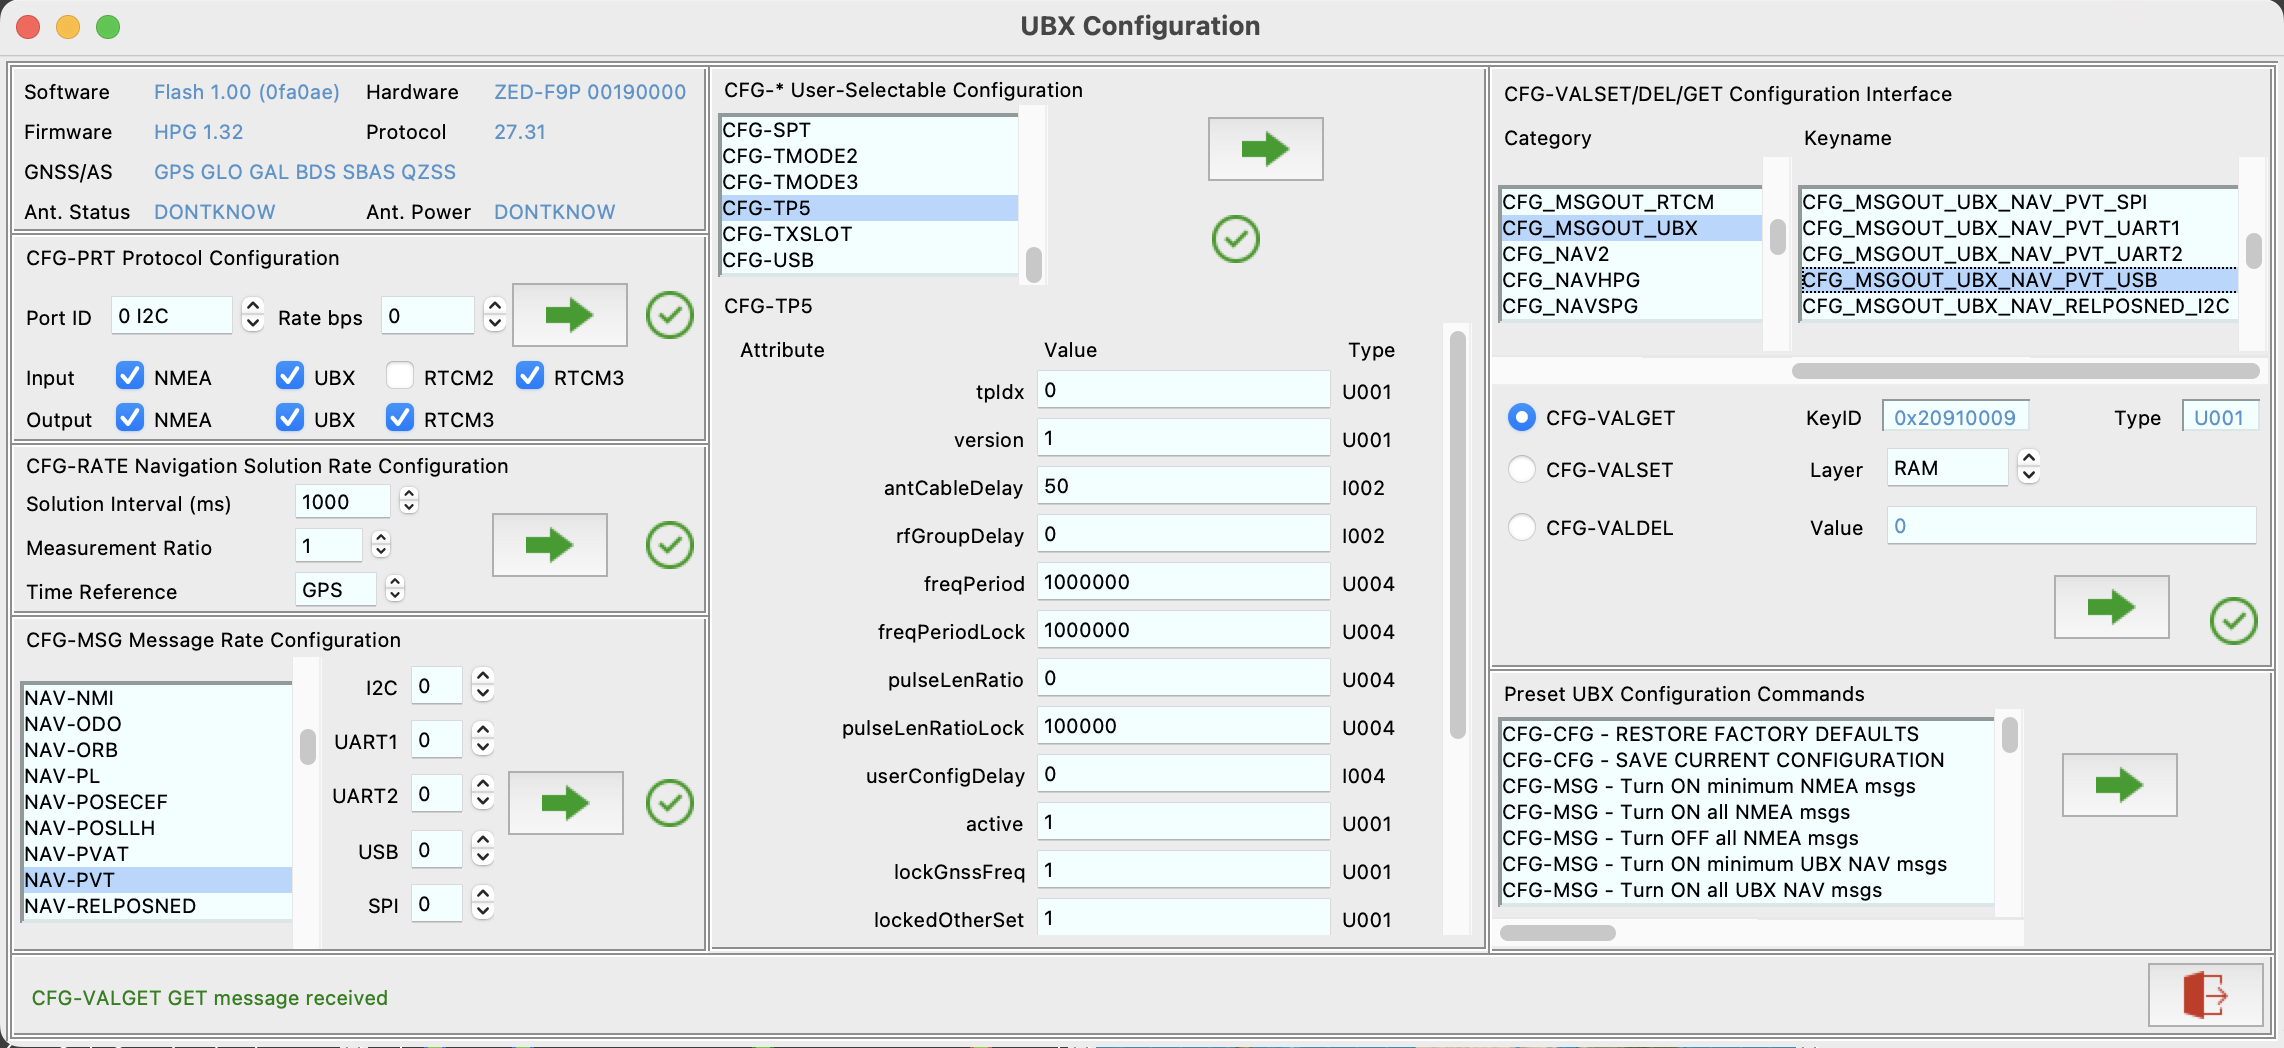 UBX Configuration
Software Flash 1.00 (0fa0ae) Hardware ZED-F9P 00190000
Firmware HPG 1.32 Protocol 27.31
GNSS/AS GPS GLO GAL BDS SBAS QZSS
Ant. Status DONTKNOW Ant. Power DONTKNOW
CFG-PRT Protocol Configuration
Port ID 0 I2C Rate bps 0
Input NMEA UBX RTCM2 RTCM3
Output NMEA UBX RTCM3
CFG-RATE Navigation Solution Rate Configuration
Solution Interval (ms) 1000
Measurement Ratio 1
Time Reference GPS
CFG-MSG Message Rate Configuration
NAV-NMI
NAV-ODO
NAV-ORB
NAV-PL
NAV-POSECEF
NAV-POSLLH
NAV-PVAT
NAV-PVT
NAV-RELPOSNED
I2C 0
UART1 0
UART2 0
USB 0
SPI 0
CFG-* User-Selectable Configuration
CFG-SPT
CFG-TMODE2
CFG-TMODE3
CFG-TP5
CFG-TXSLOT
CFG-USB
CFG-TP5
Attribute Value Type
tpIdx 0 U001
version 1 U001
antCableDelay 50 I002
rfGroupDelay 0 I002
freqPeriod 1000000 U004
freqPeriodLock 1000000 U004
pulseLenRatio 0 U004
pulseLenRatioLock 100000 U004
userConfigDelay 0 I004
active 1 U001
lockGnssFreq 1 U001
lockedOtherSet 1 U001
CFG-VALSET/DEL/GET Configuration Interface
Category Keyname
CFG_MSGOUT_RTCM
CFG_MSGOUT_UBX
CFG_NAV2
CFG_NAVHPG
CFG_NAVSPG
CFG_MSGOUT_UBX_NAV_PVT_SPI
CFG_MSGOUT_UBX_NAV_PVT_UART1
CFG_MSGOUT_UBX_NAV_PVT_UART2
CFG_MSGOUT_UBX_NAV_PVT_USB
CFG_MSGOUT_UBX_NAV_RELPOSNED_I2C
CFG-VALGET KeyID 0x20910009 Type U001
CFG-VALSET Layer RAM
CFG-VALDEL Value 0
Preset UBX Configuration Commands
CFG-CFG - RESTORE FACTORY DEFAULTS
CFG-CFG - SAVE CURRENT CONFIGURATION
CFG-MSG - Turn ON minimum NMEA msgs
CFG-MSG - Turn ON all NMEA msgs
CFG-MSG - Turn OFF all NMEA msgs
CFG-MSG - Turn ON minimum UBX NAV msgs
CFG-MSG - Turn ON all UBX NAV msgs
CFG-VALGET GET message received